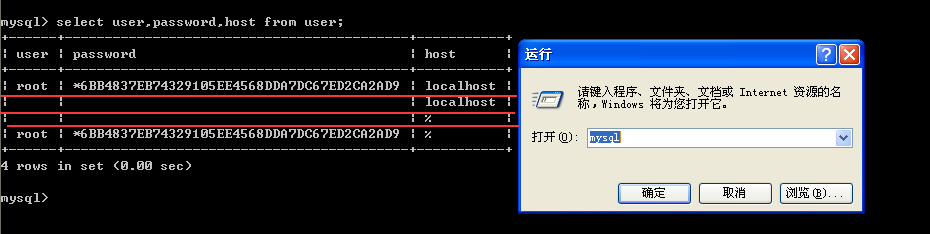 mysql> select user,password,host from user;
+------+-------------------------------------------+-----------+
| user | password | host |
+------+-------------------------------------------+-----------+
| root | *6BB4837EB74329105EE4568DDA7DC67ED2CA2AD9 | localhost |
| | | localhost |
| | | % |
| root | *6BB4837EB74329105EE4568DDA7DC67ED2CA2AD9 | % |
+------+-------------------------------------------+-----------+
4 rows in set (0.00 sec)
mysql>
运行
请键入程序、文件夹、文档或 Internet 资源的名
称，Windows 将为您打开它。
打开(O): mysql
确定 取消 浏览(B)...